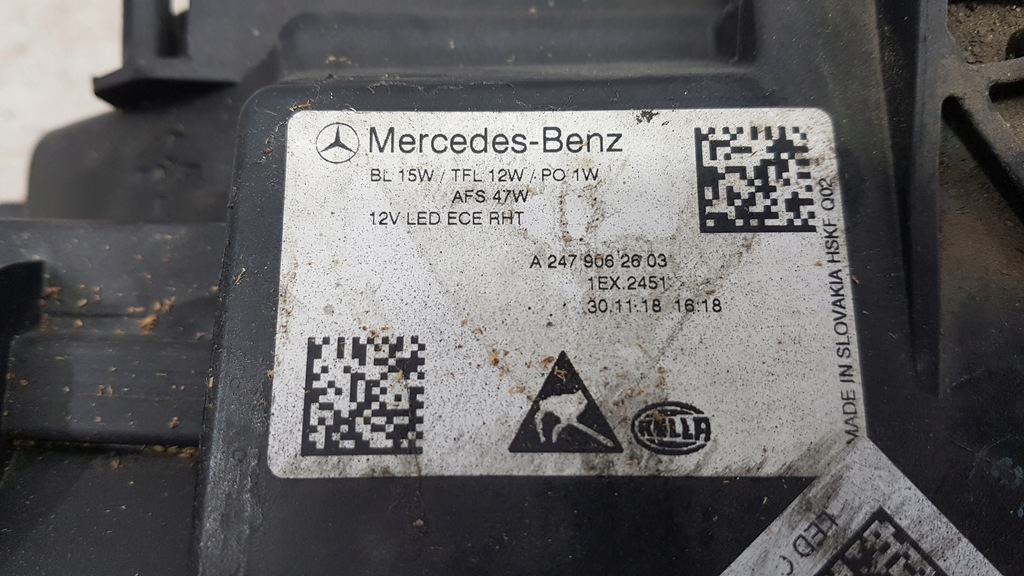 Mercedes-Benz
BL 15W / TFL 12W / PO 1W
AFS 47W
12V LED ECE RHT
A 247 906 26 03
1EX.2451
30.11.18 16:18
HELLA
MADE IN SLOVAKIA HSKF Q02
LED